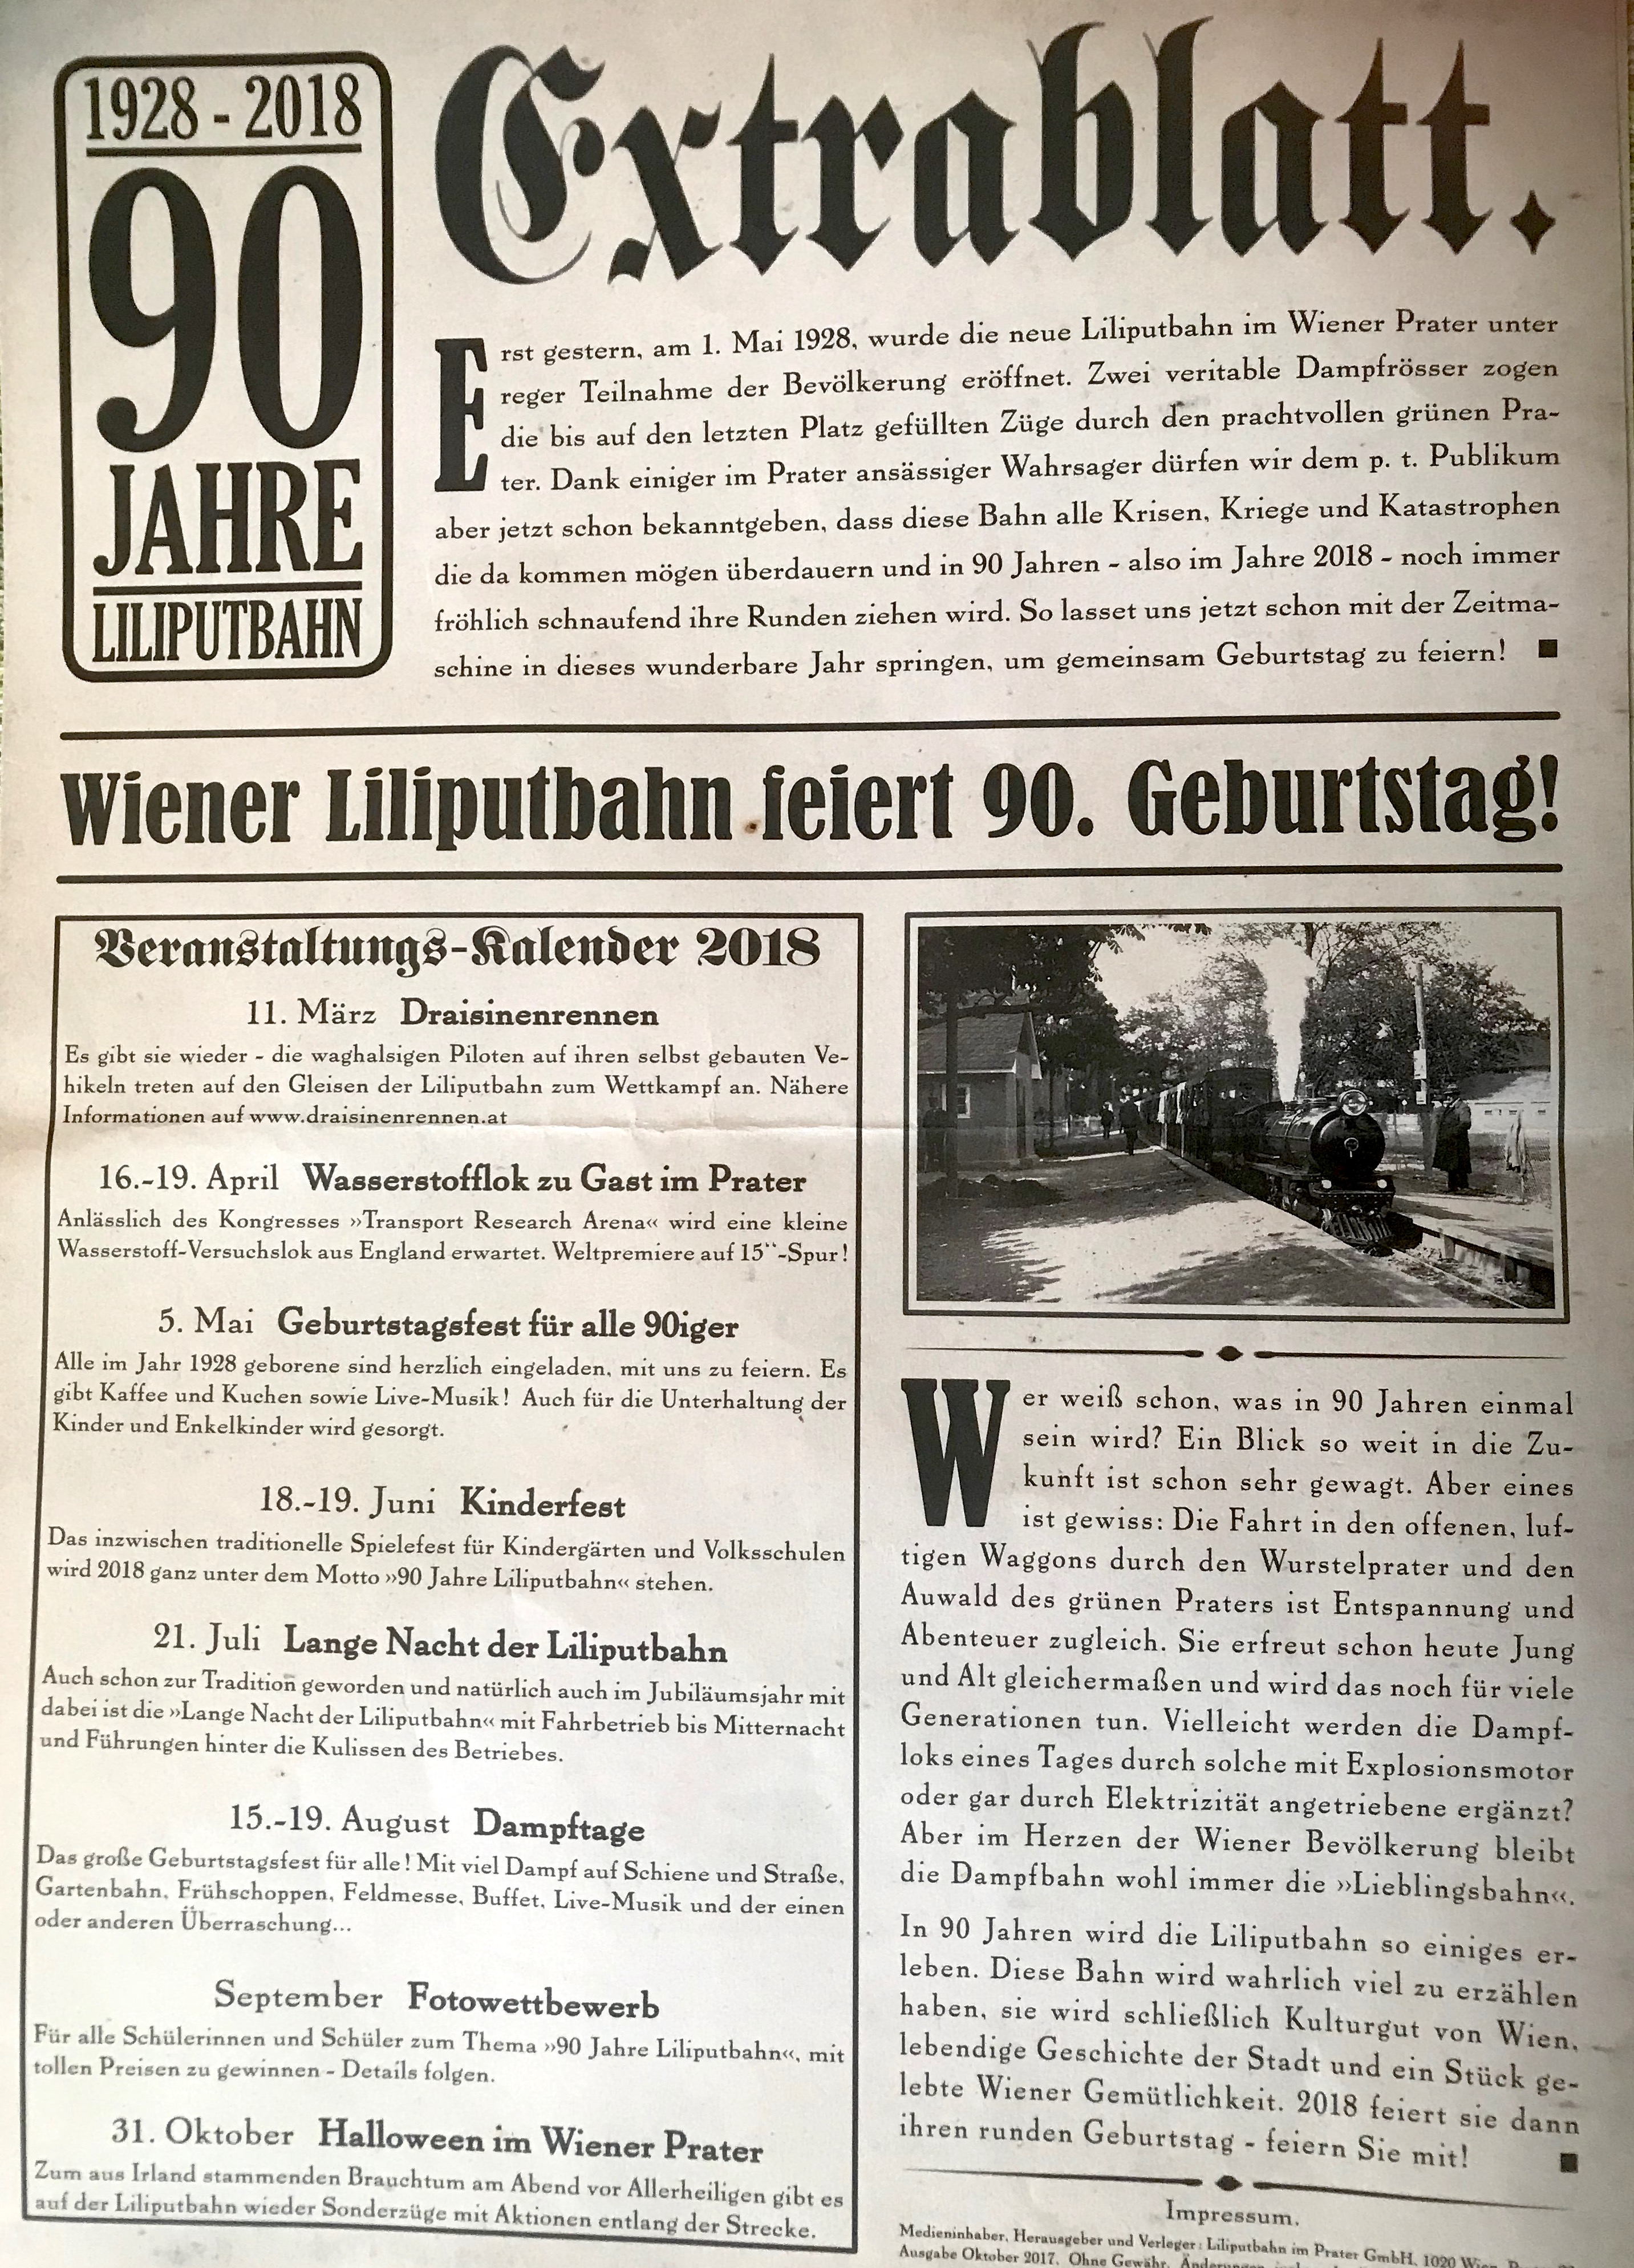 1928 - 2018
90
JAHRE
LILIPUTBAHN
Extrablatt.
Erst gestern, am 1. Mai 1928, wurde die neue Liliputbahn im Wiener Prater unter
reger Teilnahme der Bevölkerung eröffnet. Zwei veritable Dampfrösser zogen
die bis auf den letzten Platz gefüllten Züge durch den prachtvollen grünen Pra-
ter. Dank einiger im Prater ansässiger Wahrsager dürfen wir dem p. t. Publikum
aber jetzt schon bekanntgeben, dass diese Bahn alle Krisen, Kriege und Katastrophen
die da kommen mögen überdauern und in 90 Jahren - also im Jahre 2018 - noch immer
fröhlich schnaufend ihre Runden ziehen wird. So lasset uns jetzt schon mit der Zeitma-
schine in dieses wunderbare Jahr springen, um gemeinsam Geburtstag zu feiern!
Wiener Liliputbahn feiert 90. Geburtstag!
Veranstaltungs-Kalender 2018
11. März Draisinenrennen
Es gibt sie wieder - die waghalsigen Piloten auf ihren selbst gebauten Ve-
hikeln treten auf den Gleisen der Liliputbahn zum Wettkampf an. Nähere
Informationen auf www.draisinenrennen.at
16.-19. April Wasserstofflok zu Gast im Prater
Anlässlich des Kongresses »Transport Research Arena« wird eine kleine
Wasserstoff-Versuchslok aus England erwartet. Weltpremiere auf 15“-Spur!
5. Mai Geburtstagsfest für alle 90iger
Alle im Jahr 1928 geborene sind herzlich eingeladen, mit uns zu feiern. Es
gibt Kaffee und Kuchen sowie Live-Musik! Auch für die Unterhaltung der
Kinder und Enkelkinder wird gesorgt.
18.-19. Juni Kinderfest
Das inzwischen traditionelle Spielefest für Kindergärten und Volksschulen
wird 2018 ganz unter dem Motto »90 Jahre Liliputbahn« stehen.
21. Juli Lange Nacht der Liliputbahn
Auch schon zur Tradition geworden und natürlich auch im Jubiläumsjahr mit
dabei ist die »Lange Nacht der Liliputbahn« mit Fahrbetrieb bis Mitternacht
und Führungen hinter die Kulissen des Betriebes.
15.-19. August Dampftage
Das große Geburtstagsfest für alle! Mit viel Dampf auf Schiene und Straße,
Gartenbahn, Frühschoppen, Feldmesse, Buffet, Live-Musik und der einen
oder anderen Überraschung...
September Fotowettbewerb
Für alle Schülerinnen und Schüler zum Thema »90 Jahre Liliputbahn«, mit
tollen Preisen zu gewinnen - Details folgen.
31. Oktober Halloween im Wiener Prater
Zum aus Irland stammenden Brauchtum am Abend vor Allerheiligen gibt es
auf der Liliputbahn wieder Sonderzüge mit Aktionen entlang der Strecke.
Wer weiß schon, was in 90 Jahren einmal
sein wird? Ein Blick so weit in die Zu-
kunft ist schon sehr gewagt. Aber eines
ist gewiss: Die Fahrt in den offenen, luf-
tigen Waggons durch den Wurstelprater und den
Auwald des grünen Praters ist Entspannung und
Abenteuer zugleich. Sie erfreut schon heute Jung
und Alt gleichermaßen und wird das noch für viele
Generationen tun. Vielleicht werden die Dampf-
loks eines Tages durch solche mit Explosionsmotor
oder gar durch Elektrizität angetriebene ergänzt?
Aber im Herzen der Wiener Bevölkerung bleibt
die Dampfbahn wohl immer die »Lieblingsbahn«.
In 90 Jahren wird die Liliputbahn so einiges er-
leben. Diese Bahn wird wahrlich viel zu erzählen
haben, sie wird schließlich Kulturgut von Wien,
lebendige Geschichte der Stadt und ein Stück ge-
lebte Wiener Gemütlichkeit. 2018 feiert sie dann
ihren runden Geburtstag - feiern Sie mit!
Impressum.
Medieninhaber, Herausgeber und Verleger: Liliputbahn im Prater GmbH, 1020 Wien,
Ausgabe Oktober 2017. Ohne Gewähr.